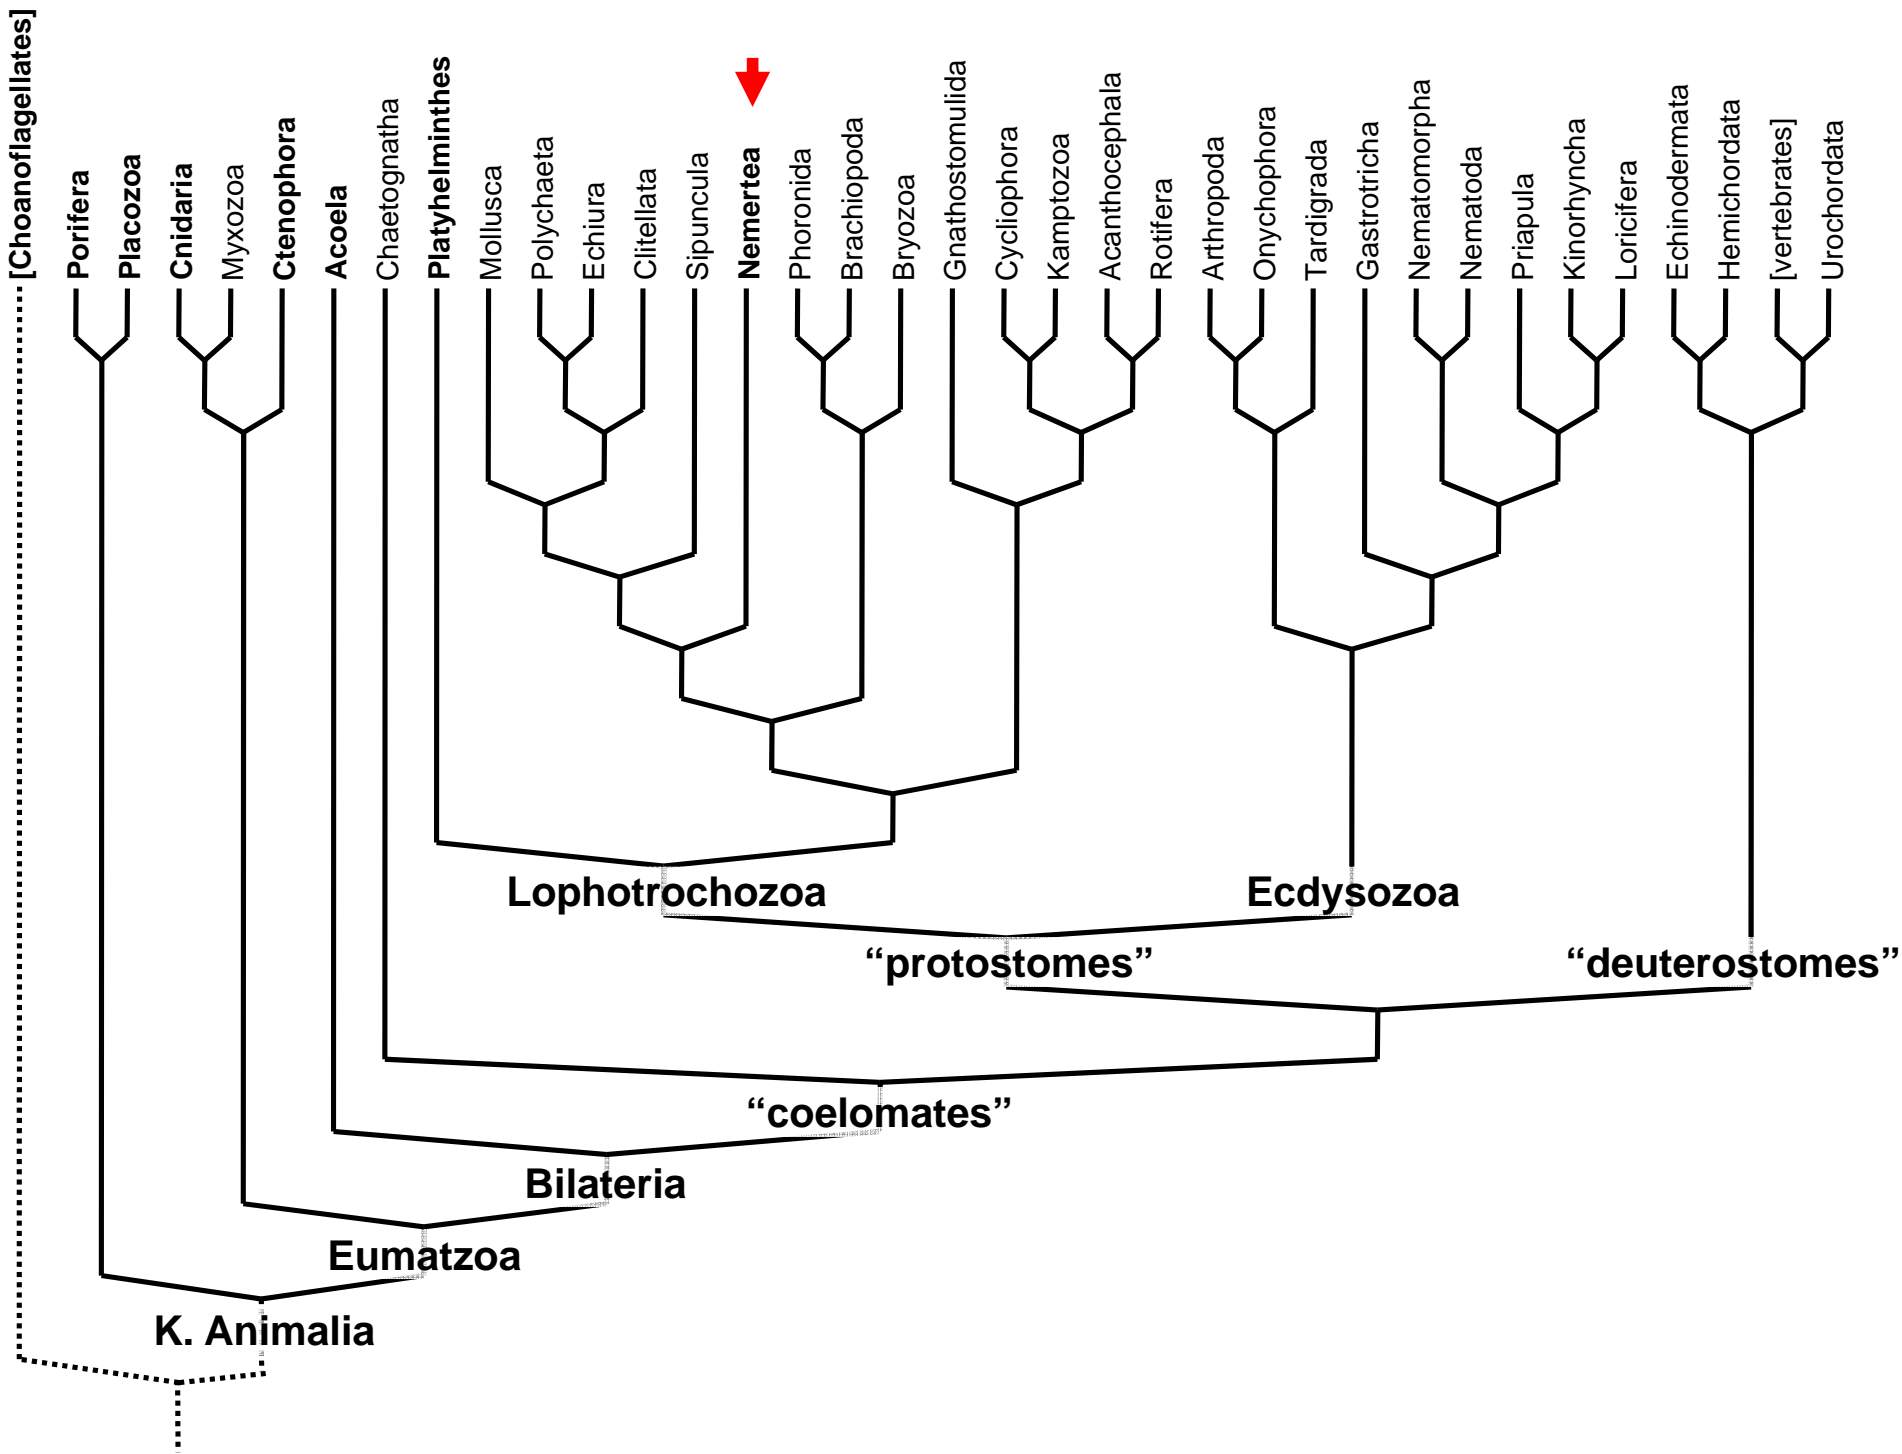 [Choanoflagellates]
Porifera
Placozoa
Cnidaria
Myxozoa
Ctenophora
Acoela
Chaetognatha
Platyhelminthes
Mollusca
Polychaeta
Echiura
Clitellata
Sipuncula
Nemertea
Phoronida
Brachiopoda
Bryozoa
Gnathostomulida
Cycliophora
Kamptozoa
Acanthocephala
Rotifera
Arthropoda
Onychophora
Tardigrada
Gastrotricha
Nematomorpha
Nematoda
Priapula
Kinorhyncha
Loricifera
Echinodermata
Hemichordata
[vertebrates]
Urochordata
Lophotrochozoa
Ecdysozoa
“protostomes”
“deuterostomes”
“coelomates”
Bilateria
Eumatzoa
K. Animalia